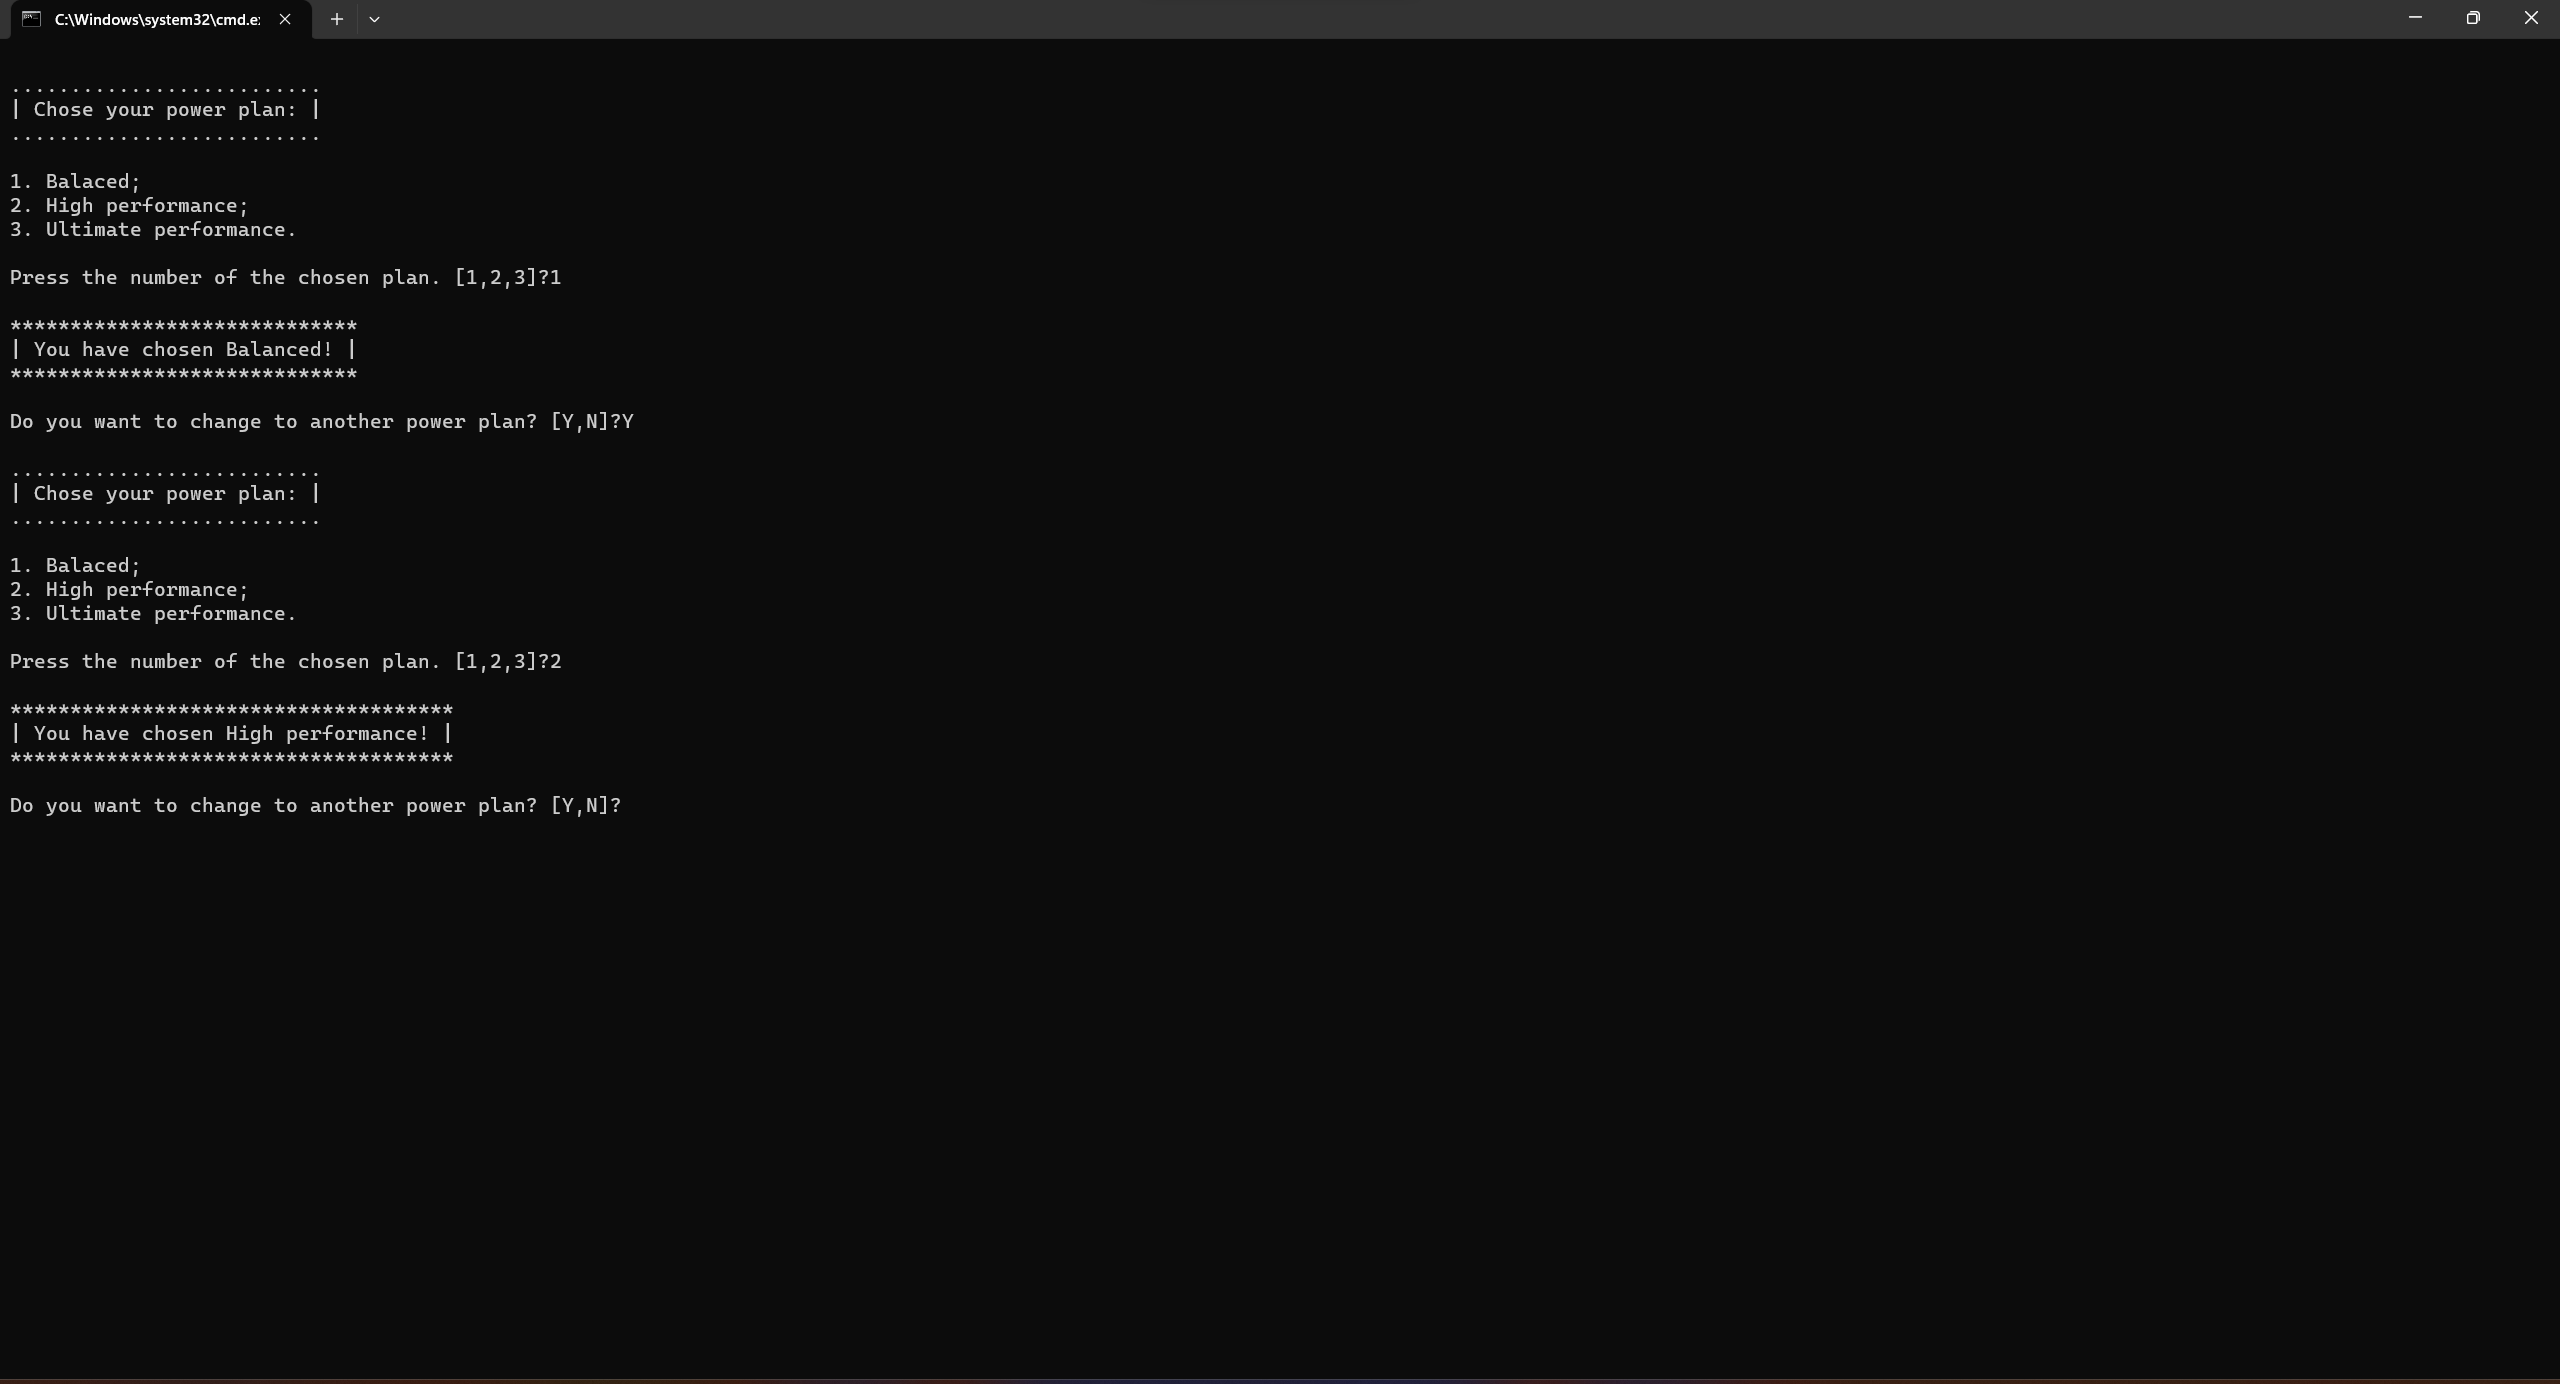 C:\Windows\system32\cmd.e
..........................
| Chose your power plan: |
..........................
1. Balaced;
2. High performance;
3. Ultimate performance.
Press the number of the chosen plan. [1,2,3]?1
*****************************
| You have chosen Balanced! |
*****************************
Do you want to change to another power plan? [Y,N]?Y
..........................
| Chose your power plan: |
..........................
1. Balaced;
2. High performance;
3. Ultimate performance.
Press the number of the chosen plan. [1,2,3]?2
*************************************
| You have chosen High performance! |
*************************************
Do you want to change to another power plan? [Y,N]?